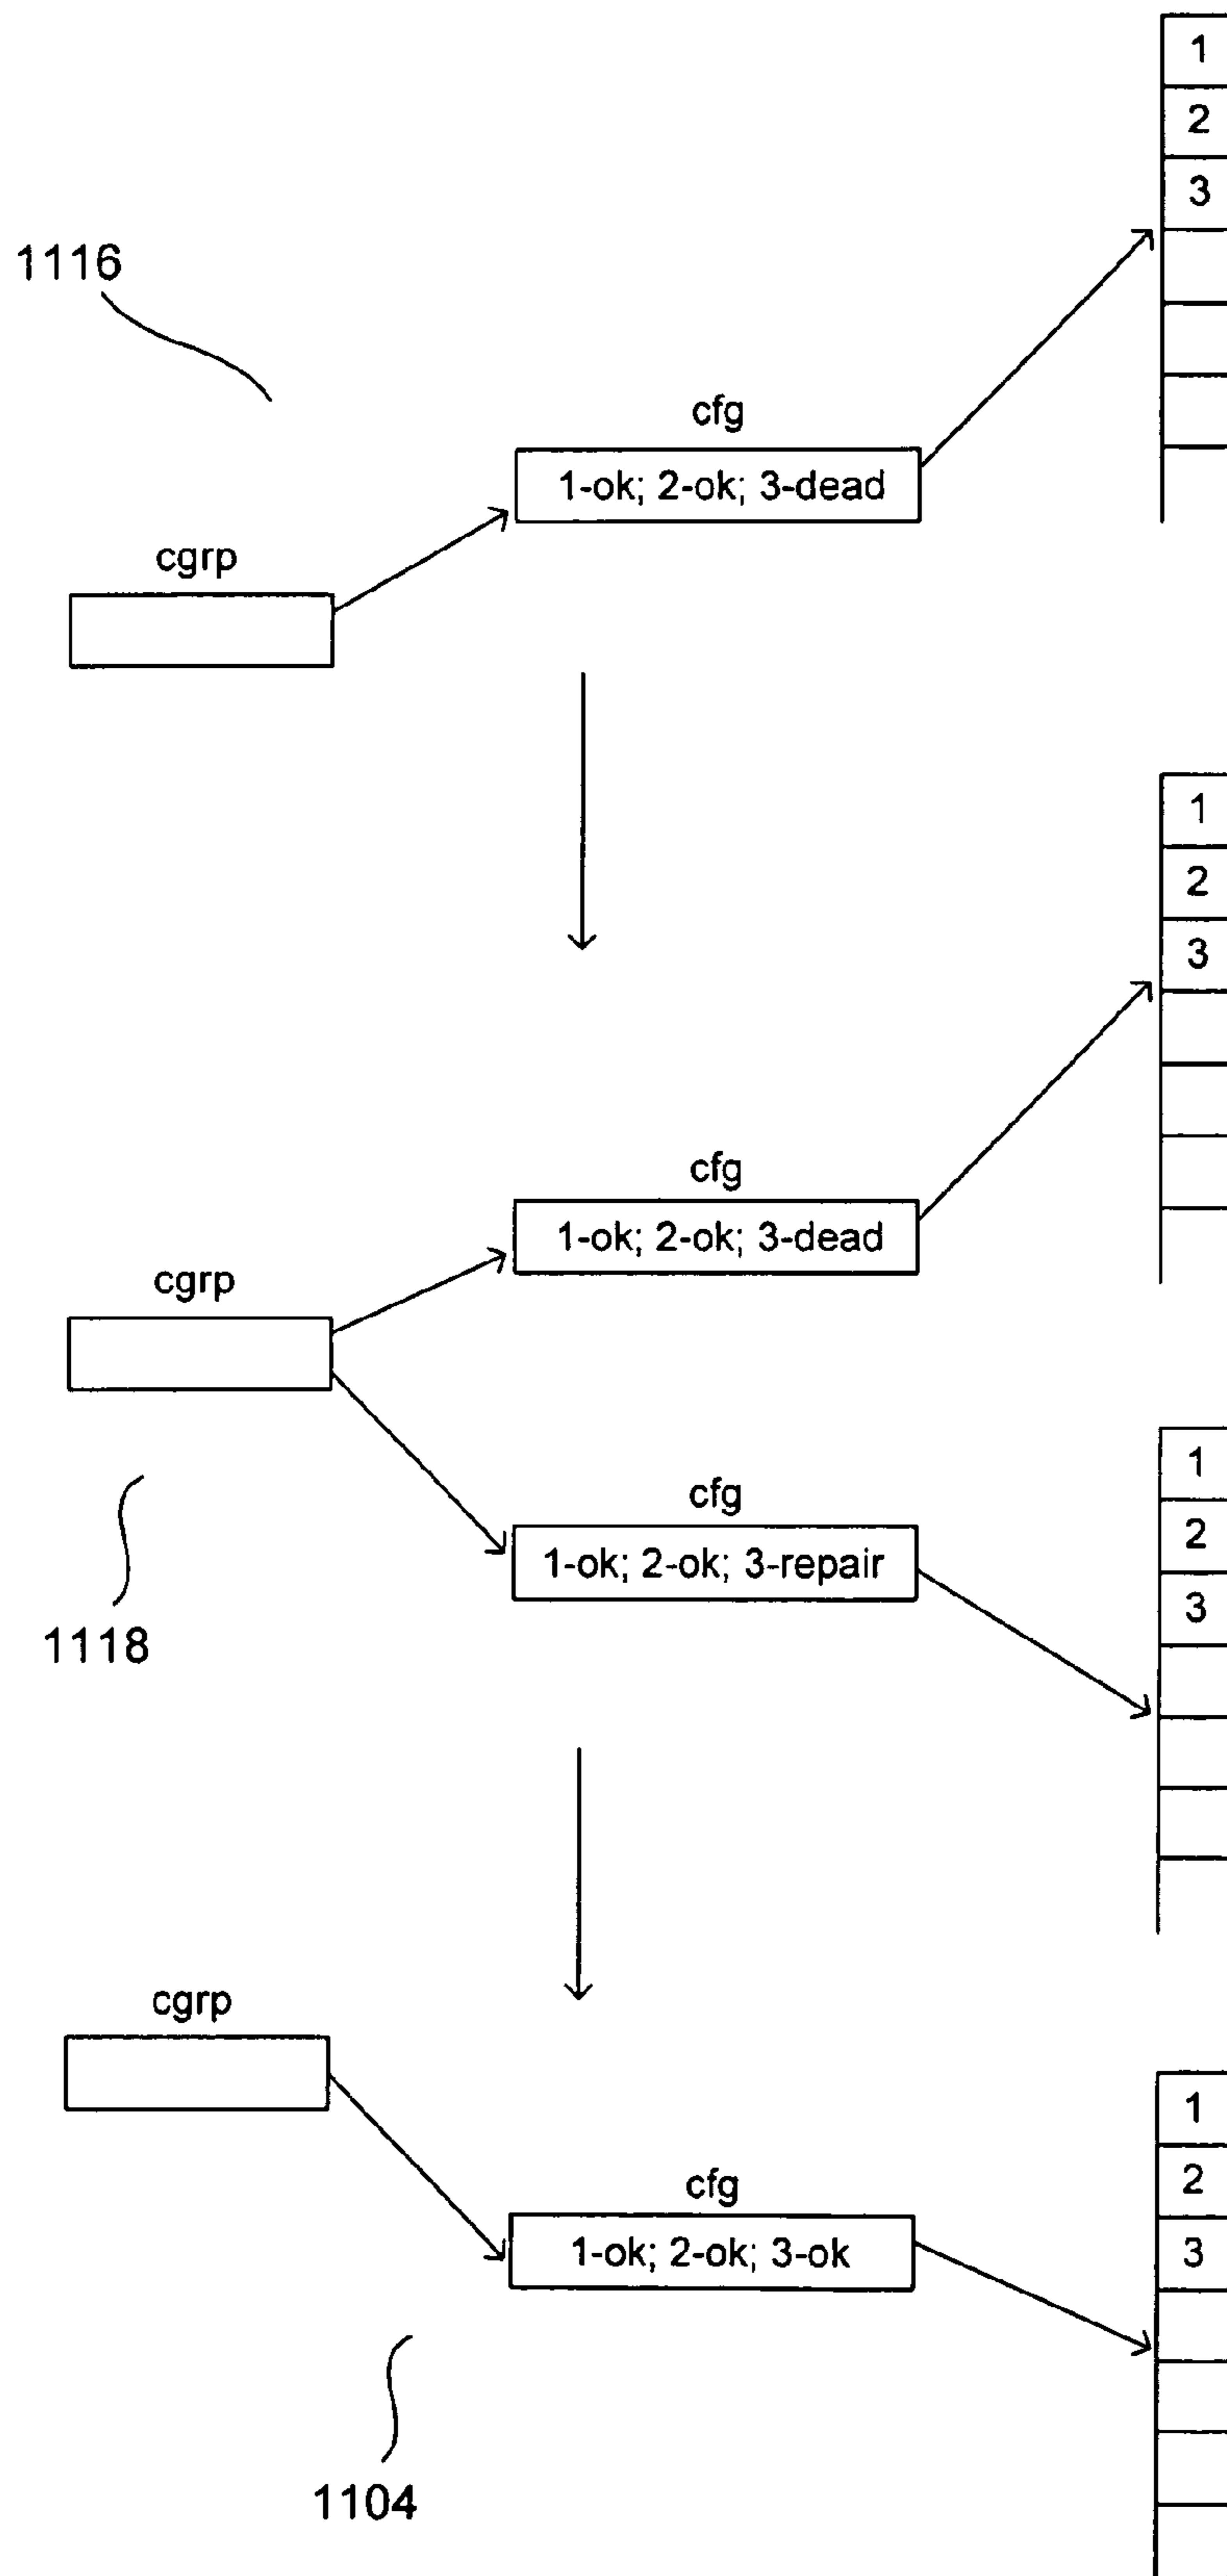 1
2
3
1116
cfg
1-ok; 2-ok; 3-dead
cgrp
1
2
3
cfg
1-ok; 2-ok; 3-dead
cgrp
1
2
3
cfg
1-ok; 2-ok; 3-repair
1118
cgrp
1
2
3
cfg
1-ok; 2-ok; 3-ok
1104